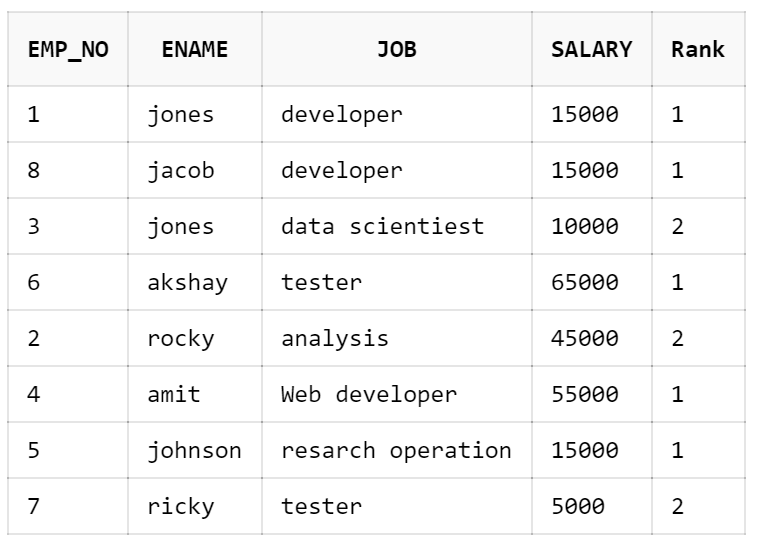 EMP_NO ENAME JOB SALARY Rank
1 jones developer 15000 1
8 jacob developer 15000 1
3 jones data scientiest 10000 2
6 akshay tester 65000 1
2 rocky analysis 45000 2
4 amit Web developer 55000 1
5 johnson resarch operation 15000 1
7 ricky tester 5000 2